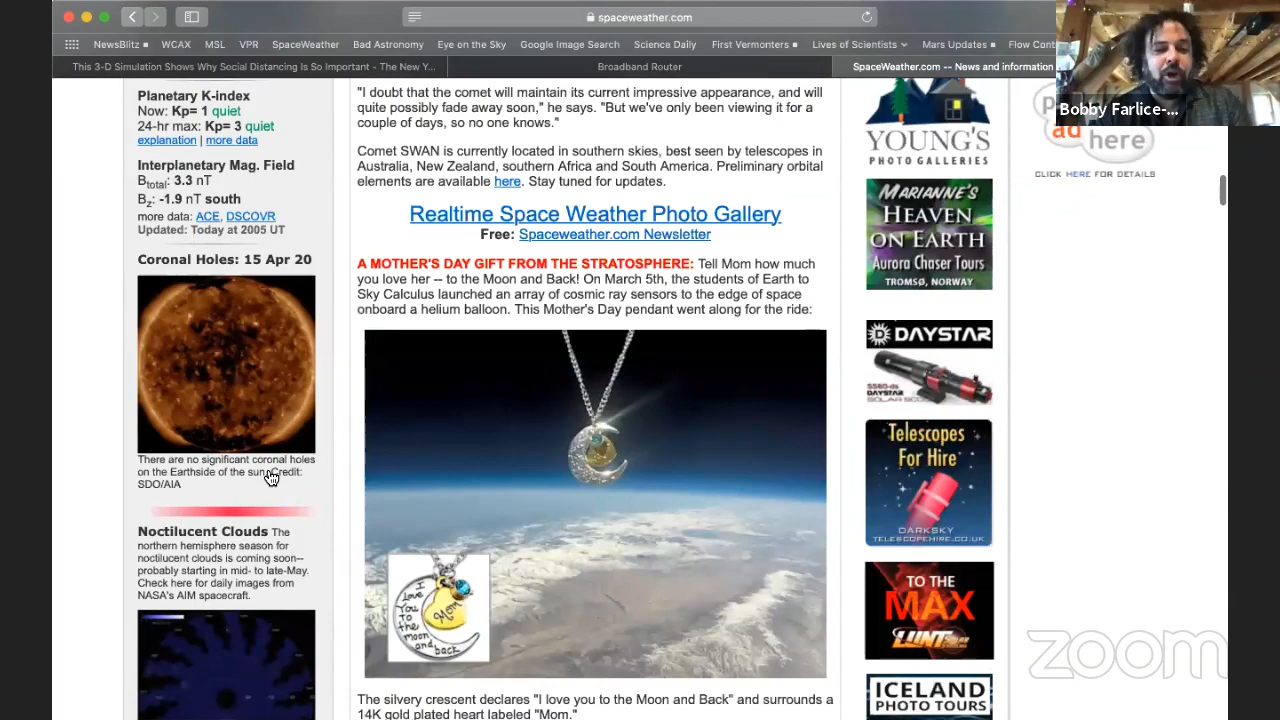 spaceweather.com
NewsBlitz WCAX MSL VPR SpaceWeather Bad Astronomy Eye on the Sky Google Image Search Science Daily First Vermonters Lives of Scientists Mars Updates Flow Cont
This 3-D Simulation Shows Why Social Distancing Is So Important - The New Y...
Broadband Router
SpaceWeather.com -- News and information
Bobby Farlice-...
Planetary K-index
Now: Kp= 1 quiet
24-hr max: Kp= 3 quiet
explanation | more data
Interplanetary Mag. Field
Btotal: 3.3 nT
Bz: -1.9 nT south
more data: ACE, DSCOVR
Updated: Today at 2005 UT
Coronal Holes: 15 Apr 20
There are no significant coronal holes
on the Earthside of the sun. Credit:
SDO/AIA
Noctilucent Clouds The
northern hemisphere season for
noctilucent clouds is coming soon--
probably starting in mid- to late-May.
Check here for daily images from
NASA's AIM spacecraft.
"I doubt that the comet will maintain its current impressive appearance, and will
quite possibly fade away soon," he says. "But we've only been viewing it for a
couple of days, so no one knows."
Comet SWAN is currently located in southern skies, best seen by telescopes in
Australia, New Zealand, southern Africa and South America. Preliminary orbital
elements are available here. Stay tuned for updates.
Realtime Space Weather Photo Gallery
Free: Spaceweather.com Newsletter
A MOTHER'S DAY GIFT FROM THE STRATOSPHERE: Tell Mom how much
you love her -- to the Moon and Back! On March 5th, the students of Earth to
Sky Calculus launched an array of cosmic ray sensors to the edge of space
onboard a helium balloon. This Mother's Day pendant went along for the ride:
I
love
You
to the
moon
and
back
Mom
The silvery crescent declares "I love you to the Moon and Back" and surrounds a
14K gold plated heart labeled "Mom."
YOUNG'S
PHOTO GALLERIES
MARIANNE'S
HEAVEN
ON EARTH
Aurora Chaser Tours
TROMSØ, NORWAY
DAYSTAR
SS60-ds
DAYSTAR
SOLAR SCO
Telescopes
For Hire
DARKSKY
TELESCOPEHIRE.CO.UK
TO THE
MAX
LUNT
ICELAND
PHOTO TOURS
ad
here
CLICK HERE FOR DETAILS
zoom